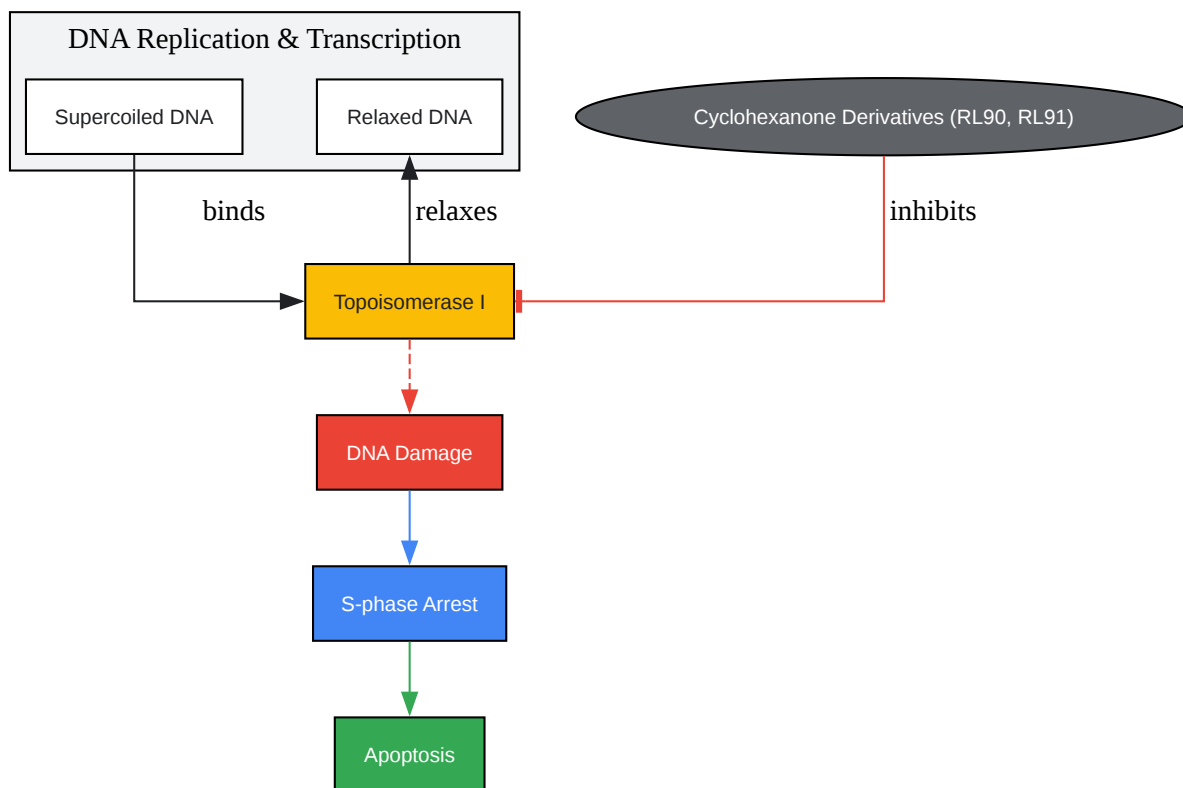 DNA Replication & Transcription
Supercoiled DNA
Relaxed DNA
Cyclohexanone Derivatives (RL90, RL91)
binds
relaxes
inhibits
Topoisomerase I
DNA Damage
S-phase Arrest
Apoptosis